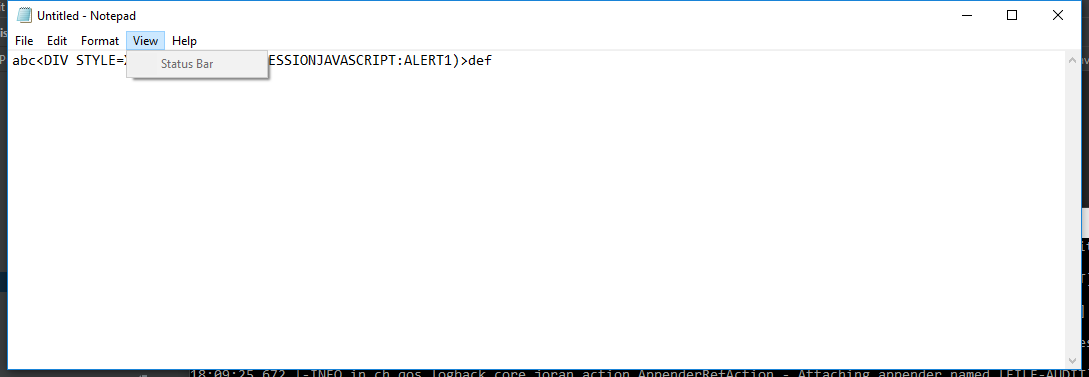 Untitled - Notepad
File Edit Format View Help
Status Bar
abc<DIV STYLE= ESSIONJAVASCRIPT:ALERT1)>def
18:09:25,672 |-INFO in ch.qos.logback.core.joran.action.AppenderRefAction - Attaching appender named [FILE-AUDIT